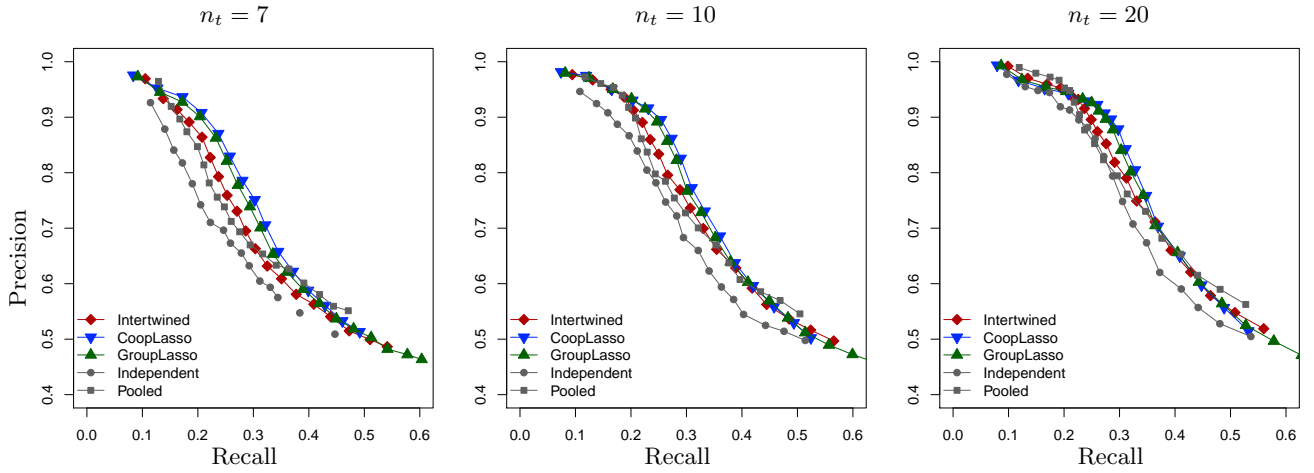 n_t = 7
n_t = 10
n_t = 20
Precision
1.0
0.9
0.8
0.7
0.6
0.5
0.4
Intertwined
CoopLasso
GroupLasso
Independent
Pooled
0.0 0.1 0.2 0.3 0.4 0.5 0.6
Recall
1.0
0.9
0.8
0.7
0.6
0.5
0.4
Intertwined
CoopLasso
GroupLasso
Independent
Pooled
0.0 0.1 0.2 0.3 0.4 0.5 0.6
Recall
1.0
0.9
0.8
0.7
0.6
0.5
0.4
Intertwined
CoopLasso
GroupLasso
Independent
Pooled
0.0 0.1 0.2 0.3 0.4 0.5 0.6
Recall